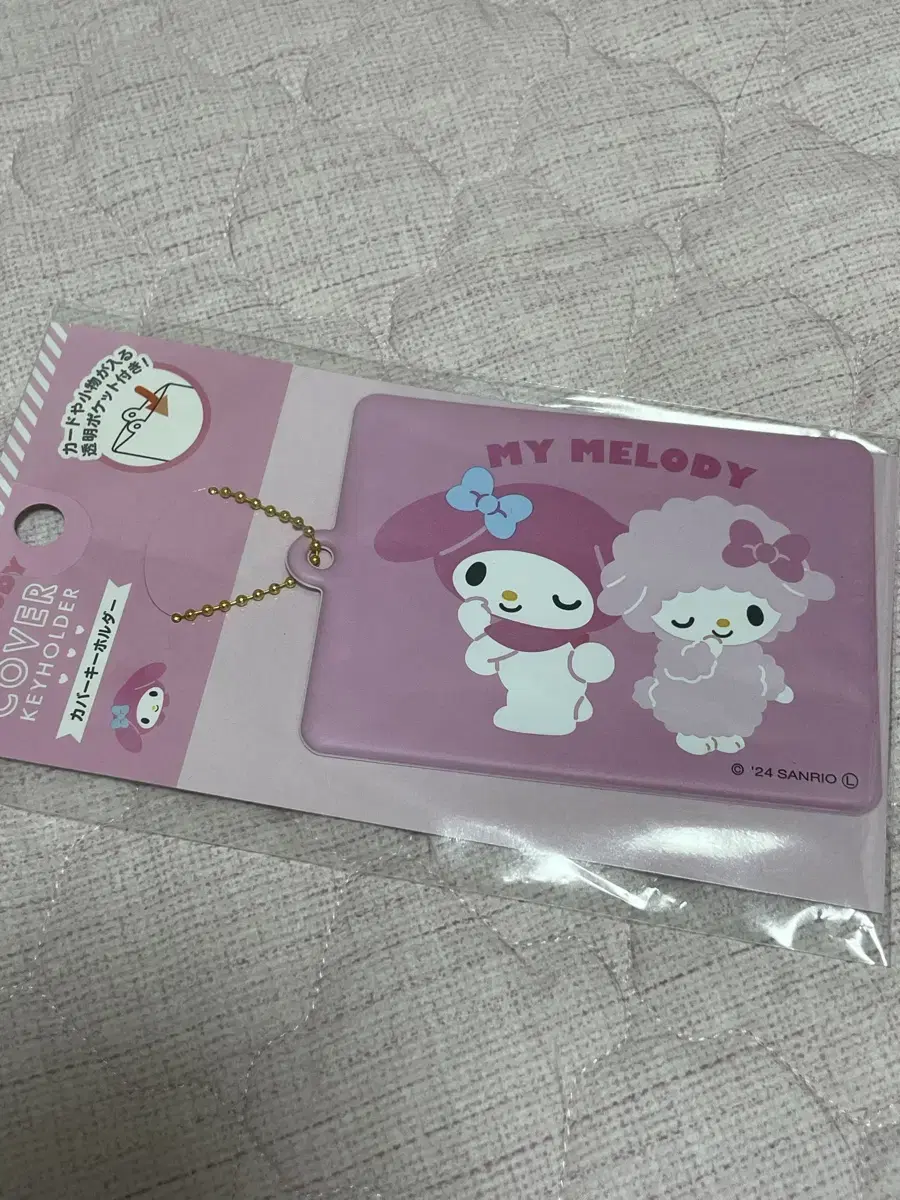 カードや小物が入る
透明ポケット付き!
COVER
KEYHOLDER
カバーキーホルダー
MY MELODY
© '24 SANRIO Ⓛ